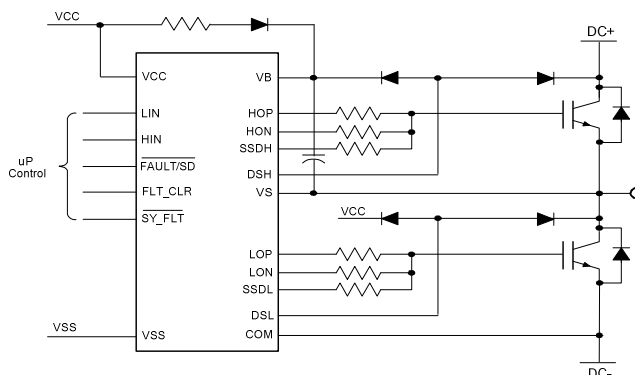 VCC
DC+
VCC
VB
LIN
HOP
HIN
HON
uP
Control
SSDH
FAULT/SD
DSH
FLT_CLR
VS
SY_FLT
VCC
LOP
LON
SSDL
DSL
VSS
VSS
COM
DC-